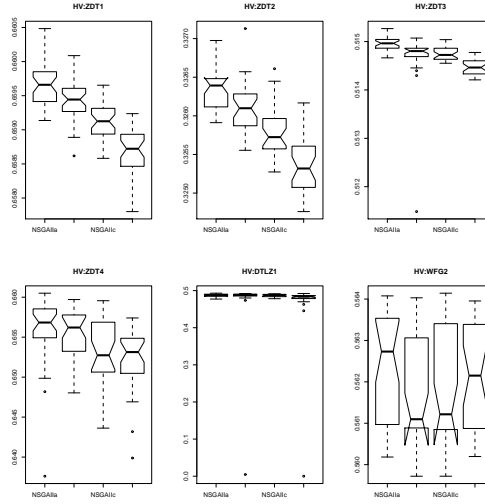 HV:ZDT1
0.6580 0.6585 0.6590 0.6595 0.6600 0.6605
NSGAIIa NSGAIIc
HV:ZDT2
0.3250 0.3255 0.3260 0.3265 0.3270
NSGAIIa NSGAIIc
HV:ZDT3
0.512 0.513 0.514 0.515
NSGAIIa NSGAIIc
HV:ZDT4
0.640 0.645 0.650 0.655 0.660
NSGAIIa NSGAIIc
HV:DTLZ1
0.0 0.1 0.2 0.3 0.4 0.5
NSGAIIa NSGAIIc
HV:WFG2
0.560 0.561 0.562 0.563 0.564
NSGAIIa NSGAIIc